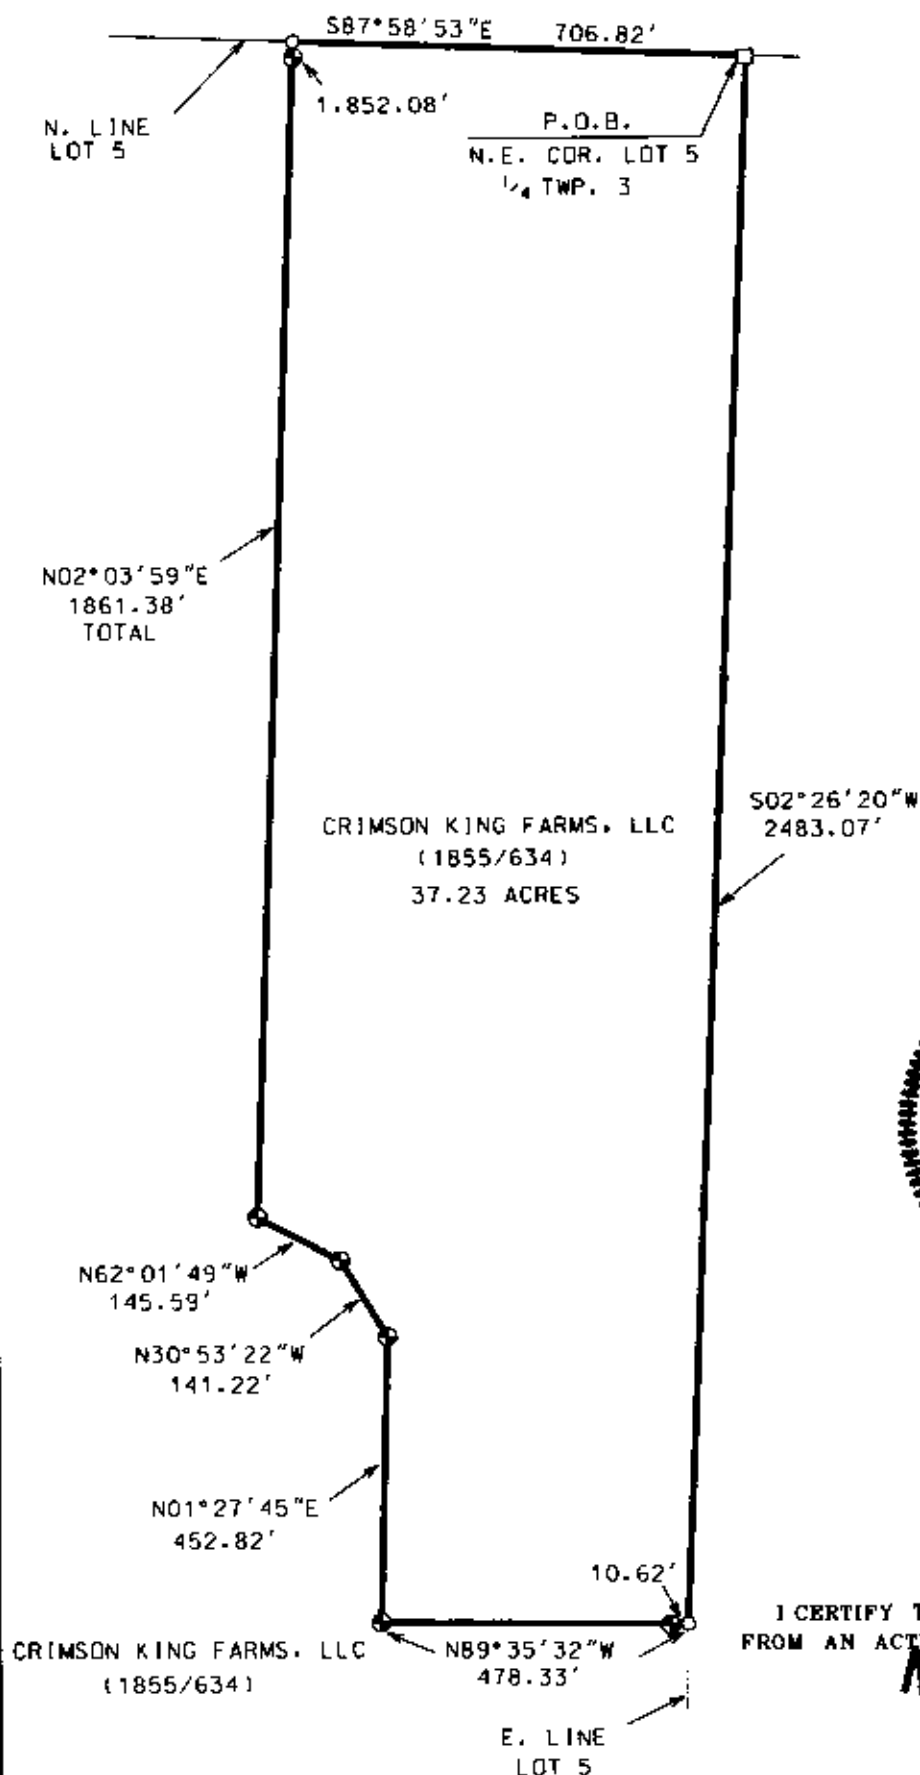 S87°58'53"E 706.82'
1.852.08'
N. LINE
LOT 5
P.O.B.
N.E. COR. LOT 5
1/4 TWP. 3
N02°03'59"E
1861.38'
TOTAL
S02°26'20"W
2483.07'
CRIMSON KING FARMS, LLC
(1855/634)
37.23 ACRES
N62°01'49"W
145.59'
N30°53'22"W
141.22'
N01°27'45"E
452.82'
10.62'
I CERTIFY
FROM AN
CRIMSON KING FARMS, LLC
(1855/634)
N89°35'32"W
478.33'
E. LINE
LOT 5